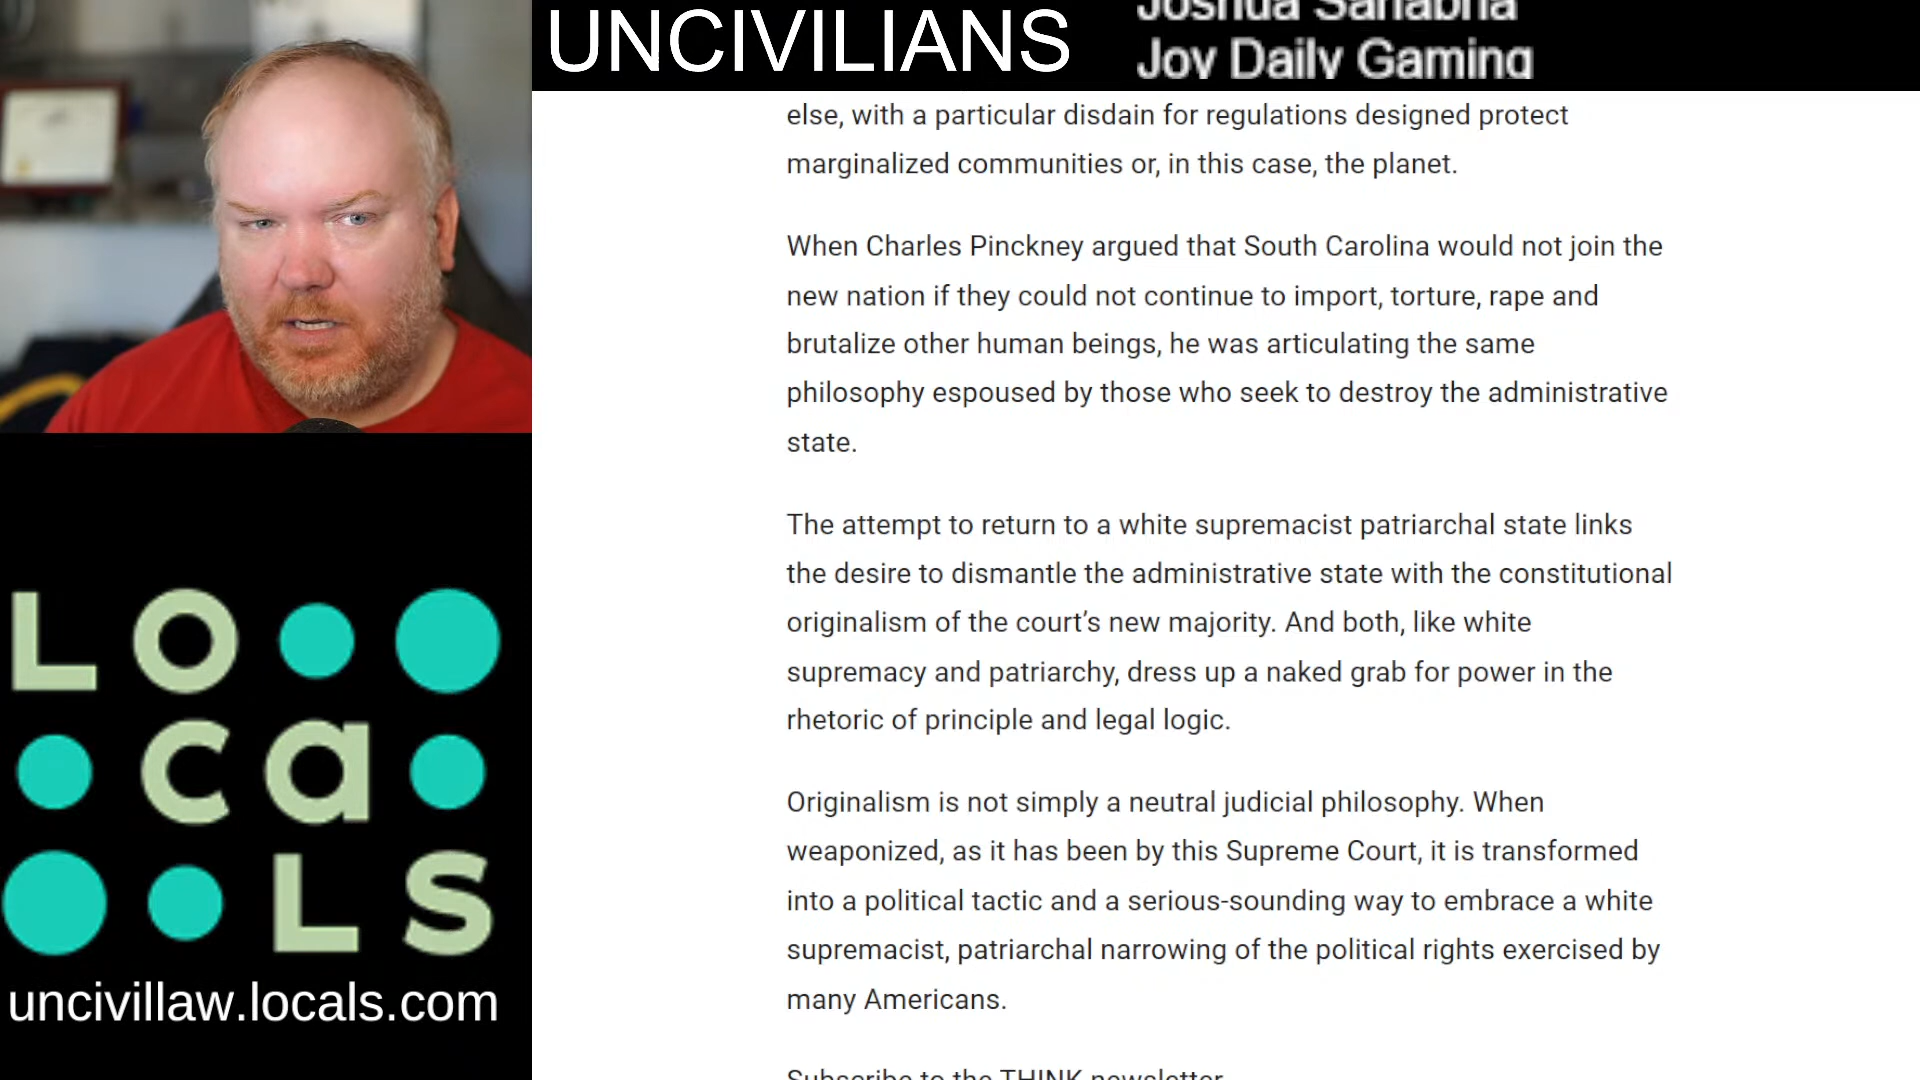 UNCIVILIANS
Joshua Sanabria
Joy Daily Gaming
else, with a particular disdain for regulations designed protect
marginalized communities or, in this case, the planet.
When Charles Pinckney argued that South Carolina would not join the
new nation if they could not continue to import, torture, rape and
brutalize other human beings, he was articulating the same
philosophy espoused by those who seek to destroy the administrative
state.
The attempt to return to a white supremacist patriarchal state links
the desire to dismantle the administrative state with the constitutional
originalism of the court’s new majority. And both, like white
supremacy and patriarchy, dress up a naked grab for power in the
rhetoric of principle and legal logic.
Originalism is not simply a neutral judicial philosophy. When
weaponized, as it has been by this Supreme Court, it is transformed
into a political tactic and a serious-sounding way to embrace a white
supremacist, patriarchal narrowing of the political rights exercised by
many Americans.
Subscribe to the THINK newsletter
LO
ca
LS
uncivillaw.locals.com